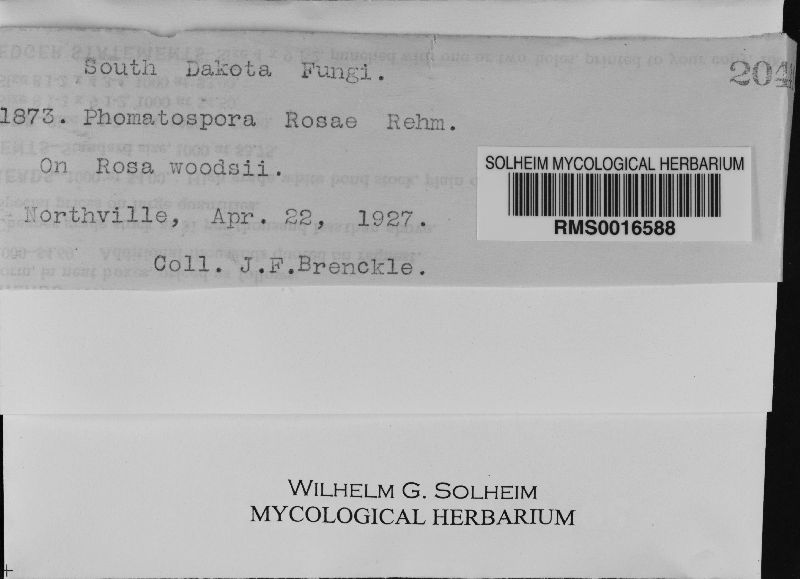 South Dakota Fungi.
204
1873. Phomatospora Rosae Rehm.
On Rosa woodsii.
Northville, Apr. 22, 1927.
Coll. J.F.Brenckle.
SOLHEIM MYCOLOGICAL HERBARIUM
RMS0016588
WILHELM G. SOLHEIM
MYCOLOGICAL HERBARIUM